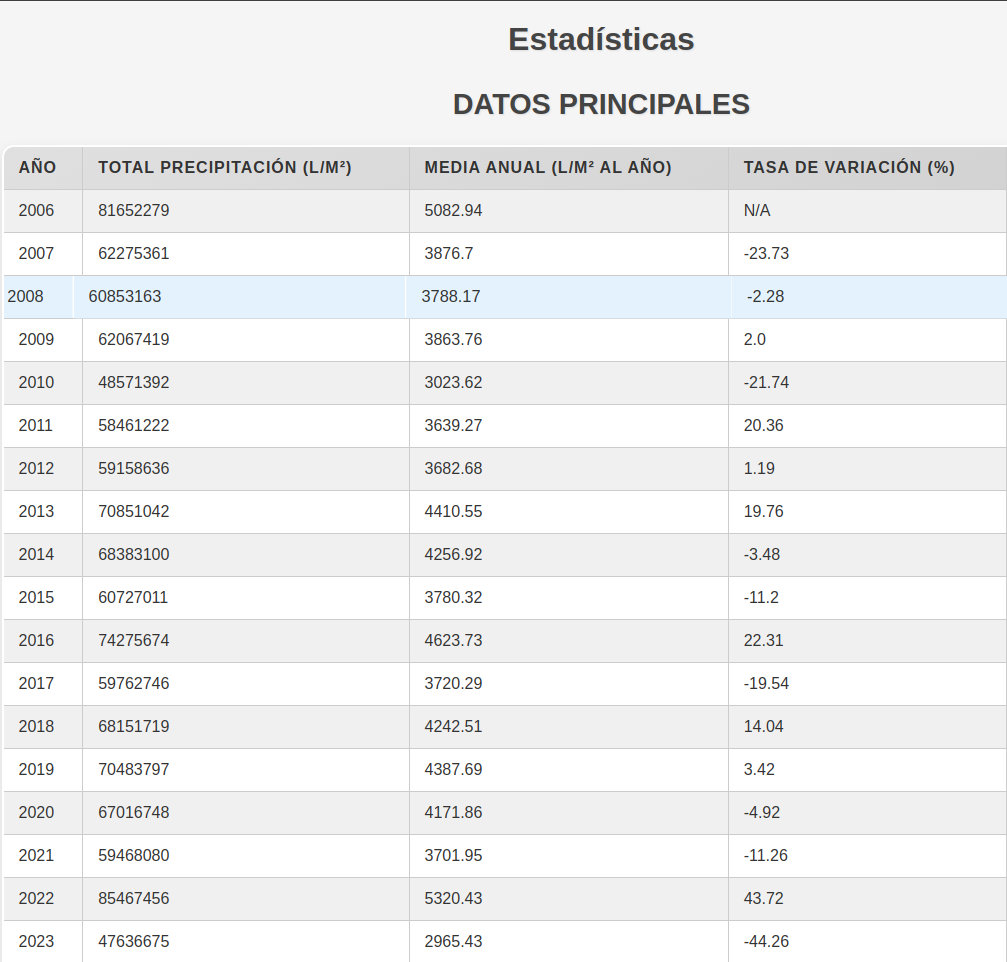 Estadísticas
DATOS PRINCIPALES
AÑO TOTAL PRECIPITACIÓN (L/M²) MEDIA ANUAL (L/M² AL AÑO) TASA DE VARIACIÓN (%)
2006 81652279 5082.94 N/A
2007 62275361 3876.7 -23.73
2008 60853163 3788.17 -2.28
2009 62067419 3863.76 2.0
2010 48571392 3023.62 -21.74
2011 58461222 3639.27 20.36
2012 59158636 3682.68 1.19
2013 70851042 4410.55 19.76
2014 68383100 4256.92 -3.48
2015 60727011 3780.32 -11.2
2016 74275674 4623.73 22.31
2017 59762746 3720.29 -19.54
2018 68151719 4242.51 14.04
2019 70483797 4387.69 3.42
2020 67016748 4171.86 -4.92
2021 59468080 3701.95 -11.26
2022 85467456 5320.43 43.72
2023 47636675 2965.43 -44.26